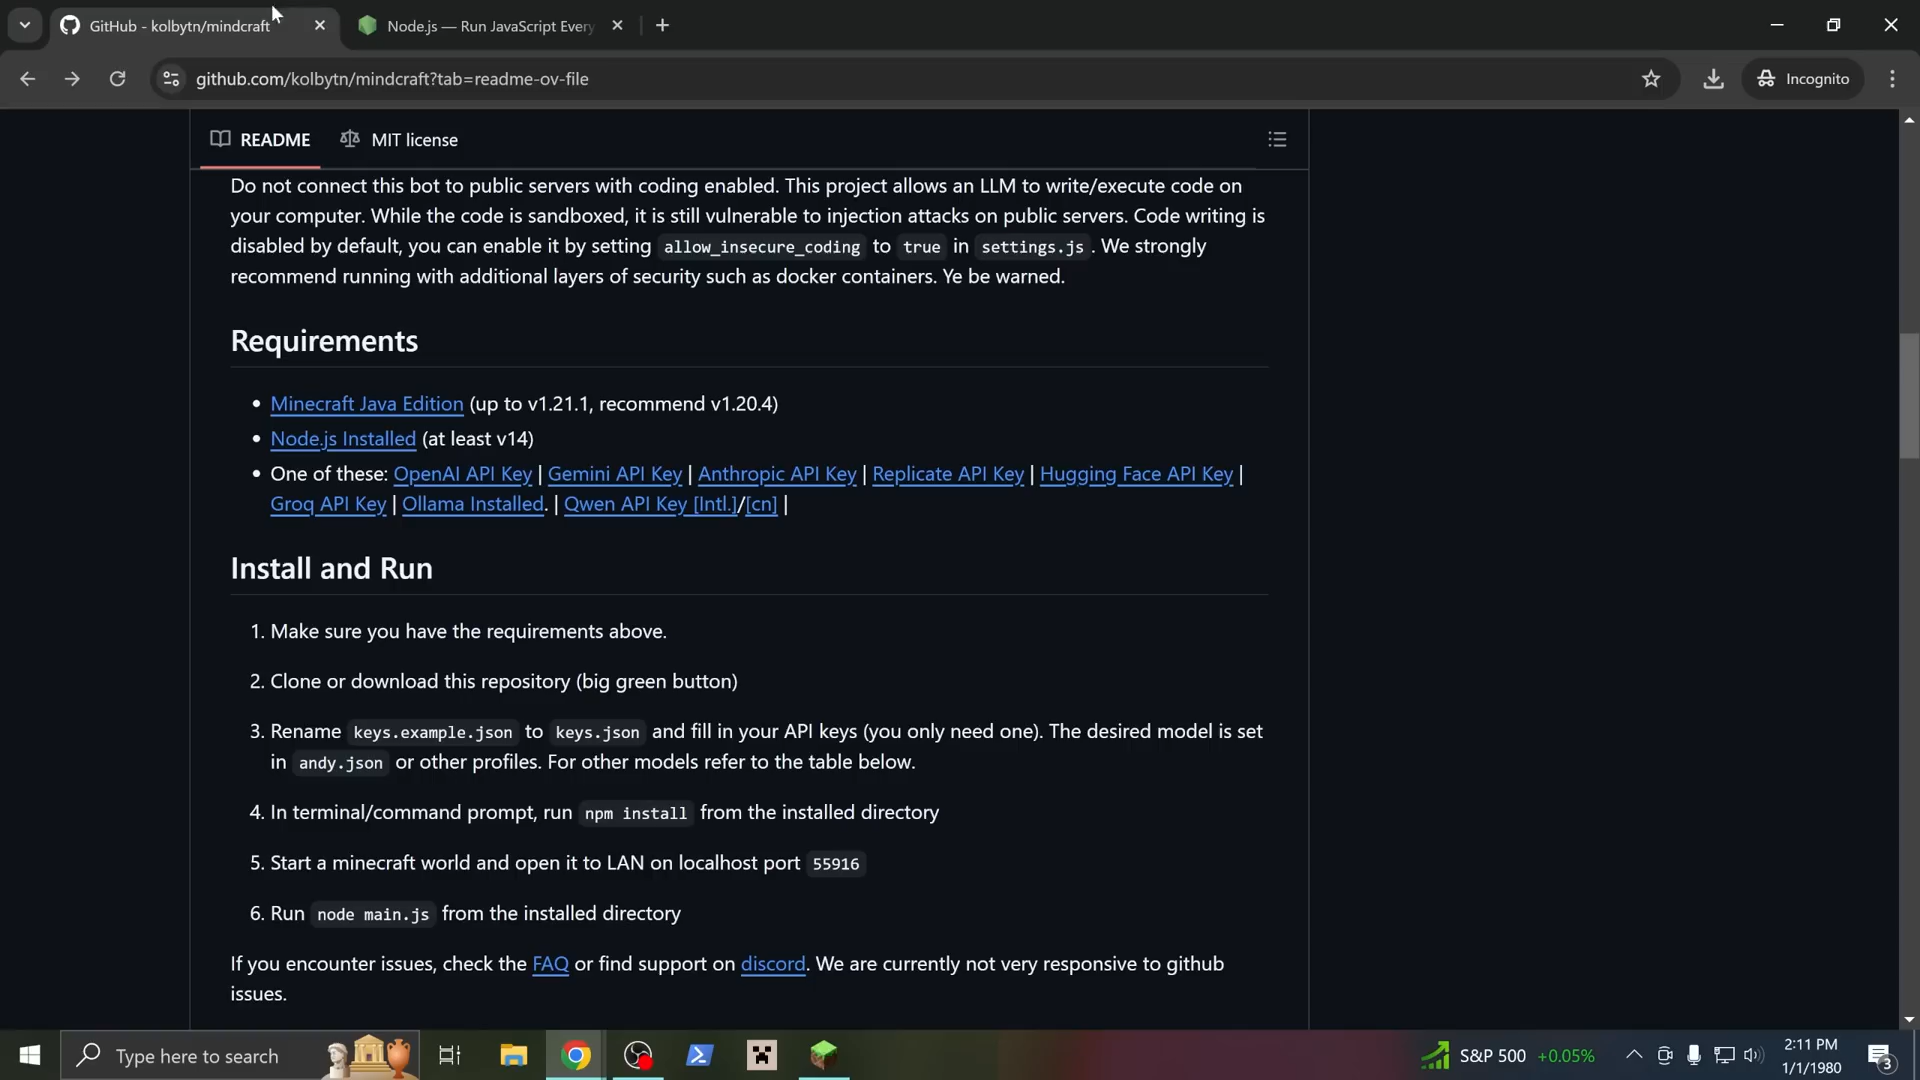 GitHub - kolbytn/mindcraft
Node.js — Run JavaScript Every
github.com/kolbytn/mindcraft?tab=readme-ov-file
Incognito
README
MIT license
Do not connect this bot to public servers with coding enabled. This project allows an LLM to write/execute code on
your computer. While the code is sandboxed, it is still vulnerable to injection attacks on public servers. Code writing is
disabled by default, you can enable it by setting allow_insecure_coding to true in settings.js. We strongly
recommend running with additional layers of security such as docker containers. Ye be warned.
Requirements
• Minecraft Java Edition (up to v1.21.1, recommend v1.20.4)
• Node.js Installed (at least v14)
• One of these: OpenAI API Key | Gemini API Key | Anthropic API Key | Replicate API Key | Hugging Face API Key |
Groq API Key | Ollama Installed. | Qwen API Key [Intl.]/[cn] |
Install and Run
1. Make sure you have the requirements above.
2. Clone or download this repository (big green button)
3. Rename keys.example.json to keys.json and fill in your API keys (you only need one). The desired model is set
in andy.json or other profiles. For other models refer to the table below.
4. In terminal/command prompt, run npm install from the installed directory
5. Start a minecraft world and open it to LAN on localhost port 55916
6. Run node main.js from the installed directory
If you encounter issues, check the FAQ or find support on discord. We are currently not very responsive to github
issues.
Type here to search
S&P 500 +0.05%
2:11 PM
1/1/1980
3